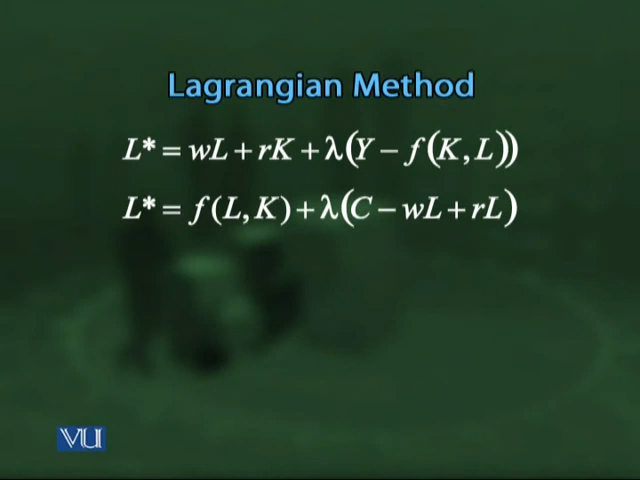 Lagrangian Method
L* = wL + rK + λ(Y − f(K, L))
L* = f(L, K) + λ(C − wL + rL)
VU